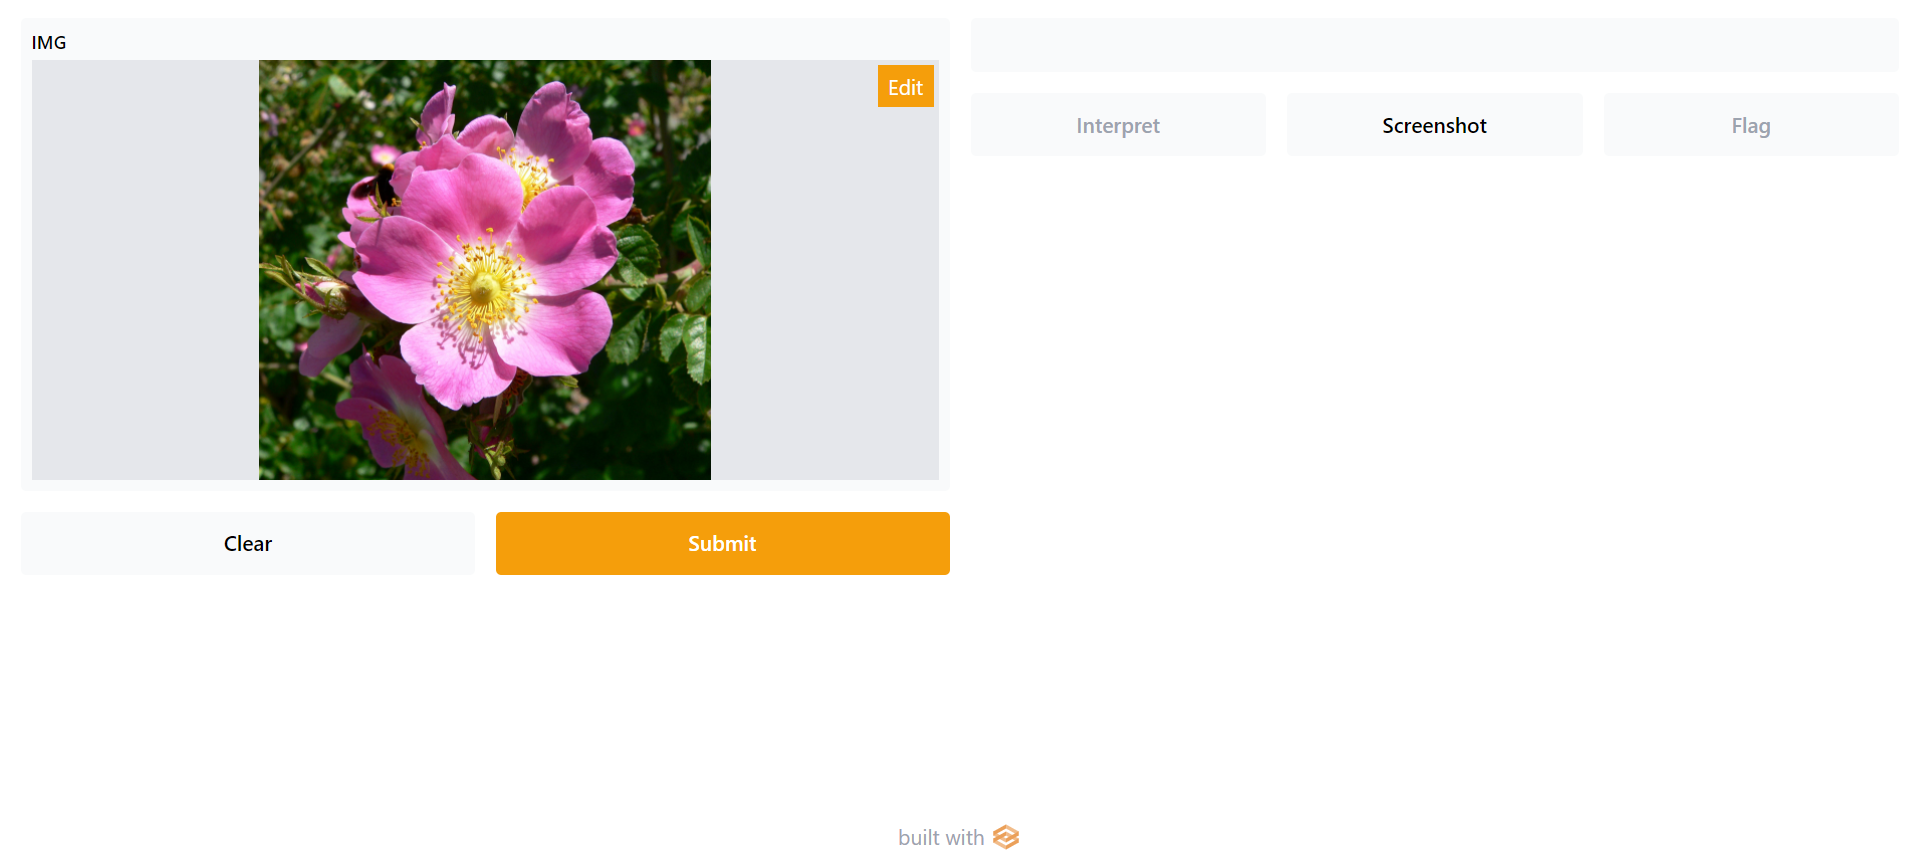 IMG
Edit
Interpret
Screenshot
Flag
Clear
Submit
built with